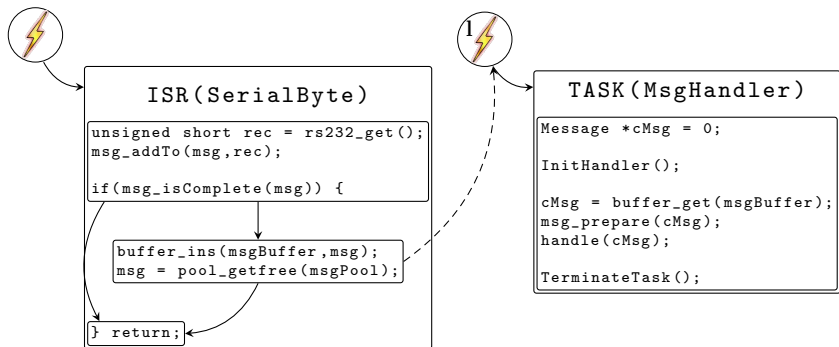 ISR(SerialByte)
unsigned short rec = rs232_get();
msg_addTo(msg,rec);
if(msg_isComplete(msg)) {
buffer_ins(msgBuffer,msg);
msg = pool_getfree(msgPool);
} return;
1
TASK(MsgHandler)
Message *cMsg = 0;
InitHandler();
cMsg = buffer_get(msgBuffer);
msg_prepare(cMsg);
handle(cMsg);
TerminateTask();